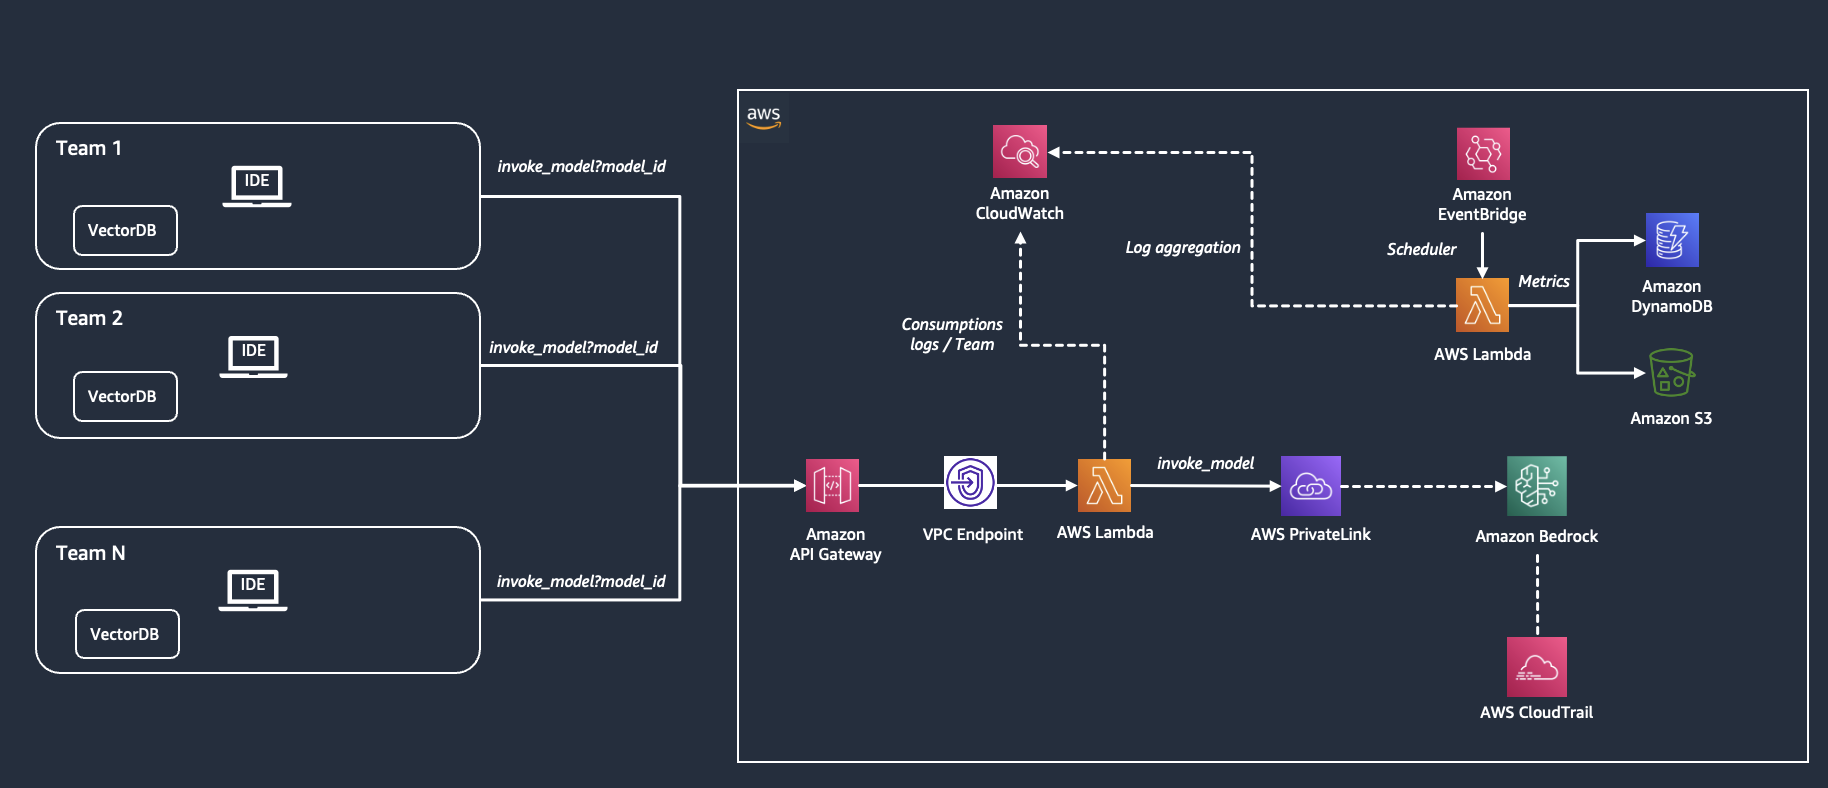 Team 1
IDE
VectorDB
invoke_model?model_id
Team 2
IDE
VectorDB
invoke_model?model_id
Team N
IDE
VectorDB
invoke_model?model_id
aws
Amazon
CloudWatch
Log aggregation
Consumptions
logs / Team
Amazon
EventBridge
Scheduler
AWS Lambda
Metrics
Amazon
DynamoDB
Amazon S3
</>
Amazon
API Gateway
VPC Endpoint
AWS Lambda
invoke_model
AWS PrivateLink
Amazon Bedrock
AWS CloudTrail